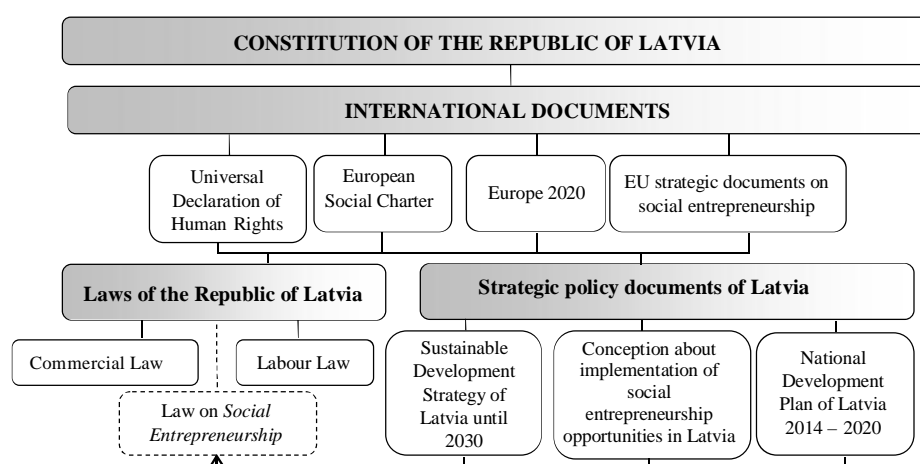 CONSTITUTION OF THE REPUBLIC OF LATVIA
INTERNATIONAL DOCUMENTS
Universal
Declaration of
Human Rights
European
Social Charter
Europe 2020
EU strategic documents on
social entrepreneurship
Laws of the Republic of Latvia
Strategic policy documents of Latvia
Commercial Law
Labour Law
Law on Social
Entrepreneurship
Sustainable
Development
Strategy of
Latvia until
2030
Conception about
implementation of
social
entrepreneurship
opportunities in Latvia
National
Development
Plan of Latvia
2014 – 2020